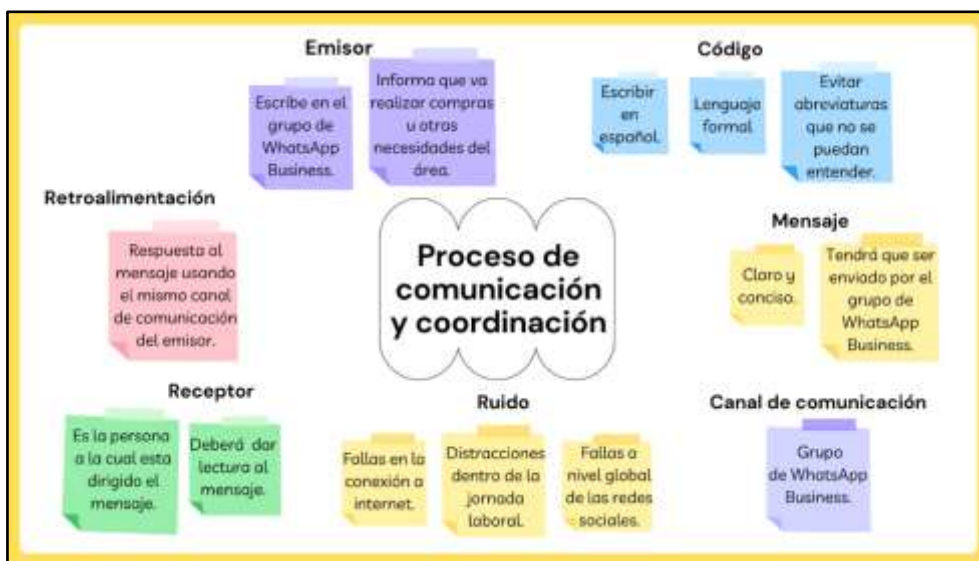 Emisor
Escribe en el
grupo de
WhatsApp
Business.
Informa que va
realizar compras
u otras
necesidades del
área.
Código
Escribir
en
español.
Lenguaje
formal
Evitar
abreviaturas
que no se
puedan
entender.
Retroalimentación
Respuesta al
mensaje usando
el mismo canal
de comunicación
del emisor.
Proceso de
comunicación
y coordinación
Mensaje
Claro y
conciso.
Tendrá que ser
enviado por el
grupo de
WhatsApp
Business.
Receptor
Es la persona
a la cual esta
dirigido el
mensaje.
Deberá dar
lectura al
mensaje.
Ruido
Fallas en la
conexión a
internet.
Distracciones
dentro de la
jornada
laboral.
Fallas a
nivel global
de las redes
sociales.
Canal de comunicación
Grupo
de WhatsApp
Business.